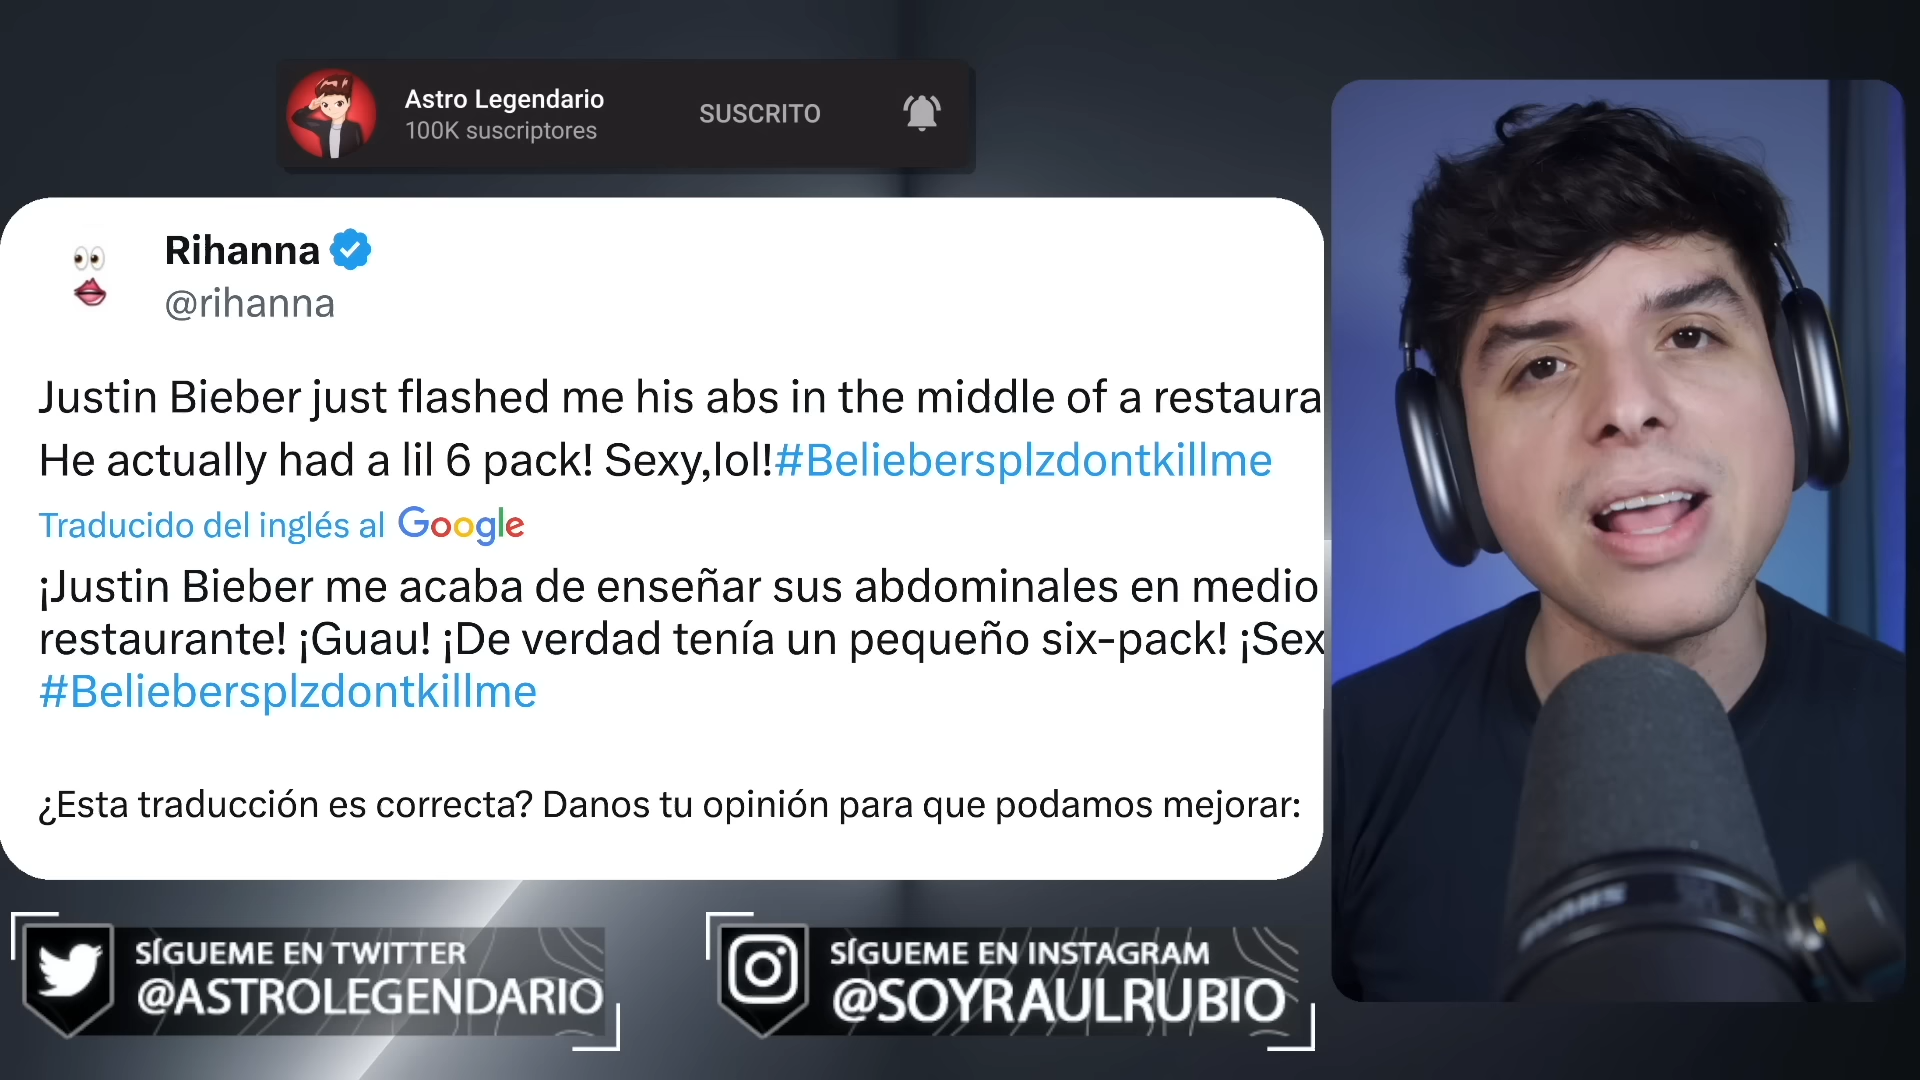 Astro Legendario
100K suscriptores
SUSCRITO
Rihanna
@rihanna
Justin Bieber just flashed me his abs in the middle of a restaura
He actually had a lil 6 pack! Sexy,lol!#Beliebersplzdontkillme
Traducido del inglés al Google
¡Justin Bieber me acaba de enseñar sus abdominales en medio
restaurante! ¡Guau! ¡De verdad tenía un pequeño six-pack! ¡Sex
#Beliebersplzdontkillme
¿Esta traducción es correcta? Danos tu opinión para que podamos mejorar:
SÍGUEME EN TWITTER
@ASTROLEGENDARIO
SÍGUEME EN INSTAGRAM
@SOYRAULRUBIO